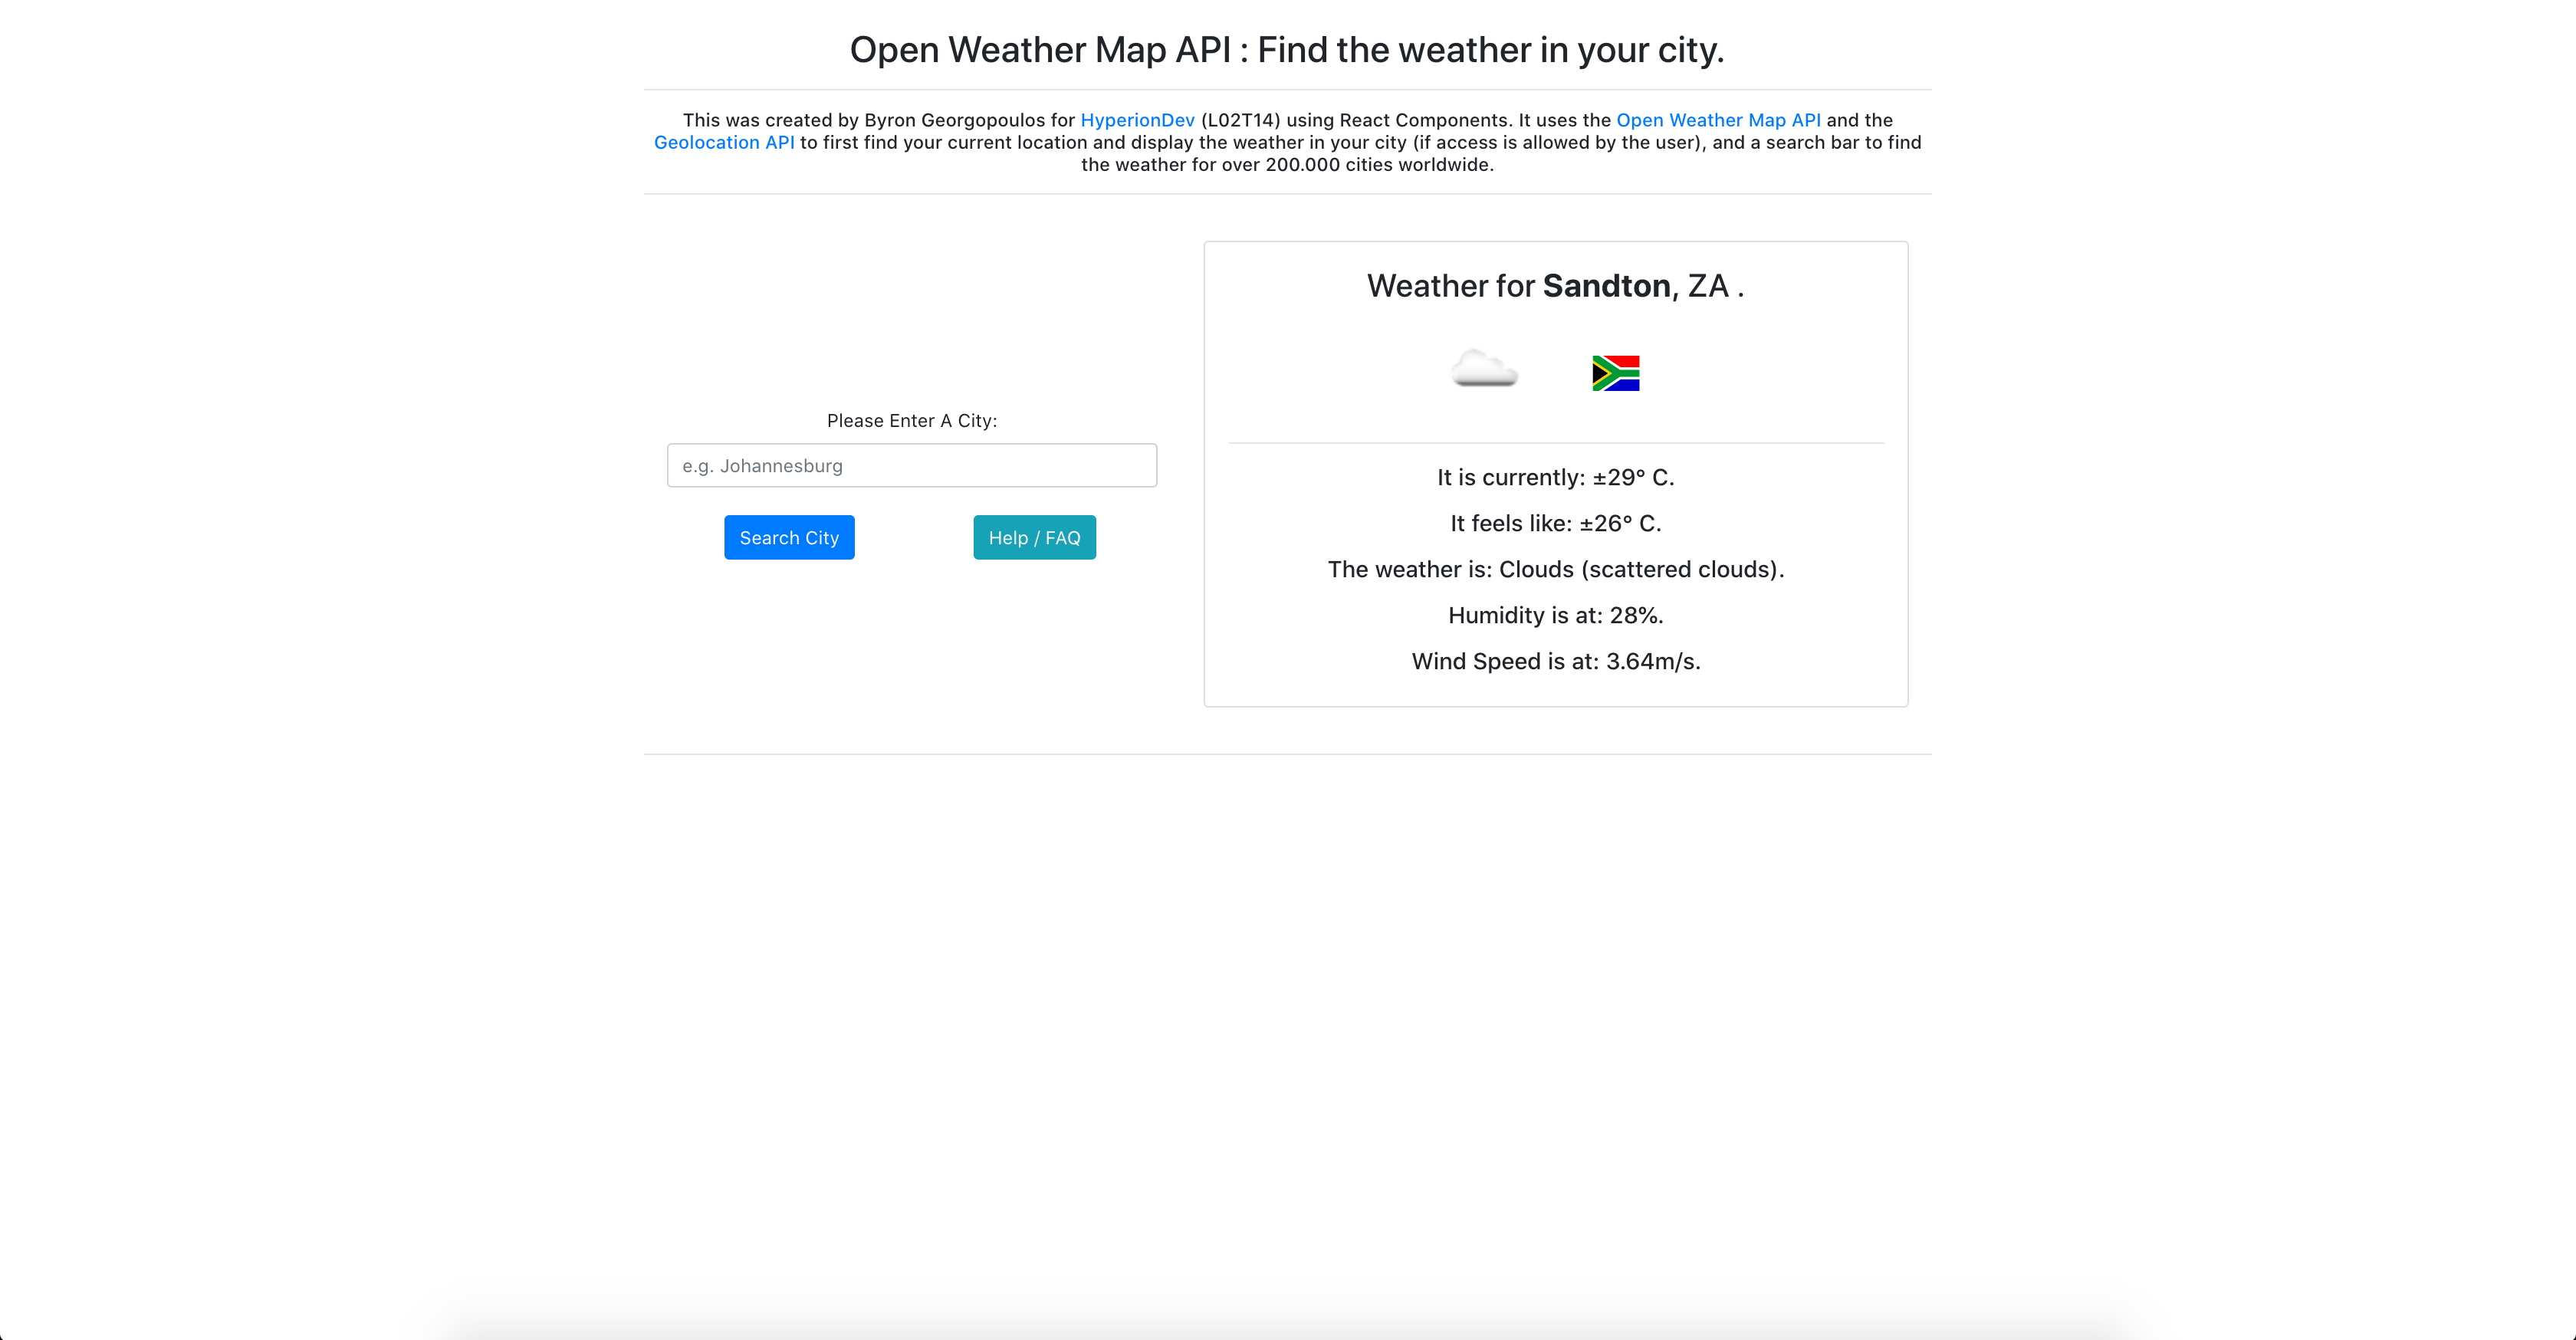 Open Weather Map API : Find the weather in your city.
This was created by Byron Georgopoulos for HyperionDev (L02T14) using React Components. It uses the Open Weather Map API and the
Geolocation API to first find your current location and display the weather in your city (if access is allowed by the user), and a search bar to find
the weather for over 200.000 cities worldwide.
Please Enter A City:
e.g. Johannesburg
Search City
Help / FAQ
Weather for Sandton, ZA .
It is currently: ±29° C.
It feels like: ±26° C.
The weather is: Clouds (scattered clouds).
Humidity is at: 28%.
Wind Speed is at: 3.64m/s.